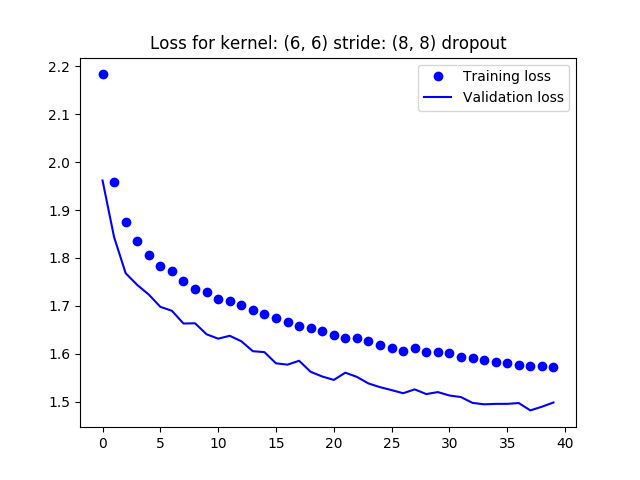 Loss for kernel: (6, 6) stride: (8, 8) dropout
Training loss
Validation loss
2.2
2.1
2.0
1.9
1.8
1.7
1.6
1.5
0 5 10 15 20 25 30 35 40